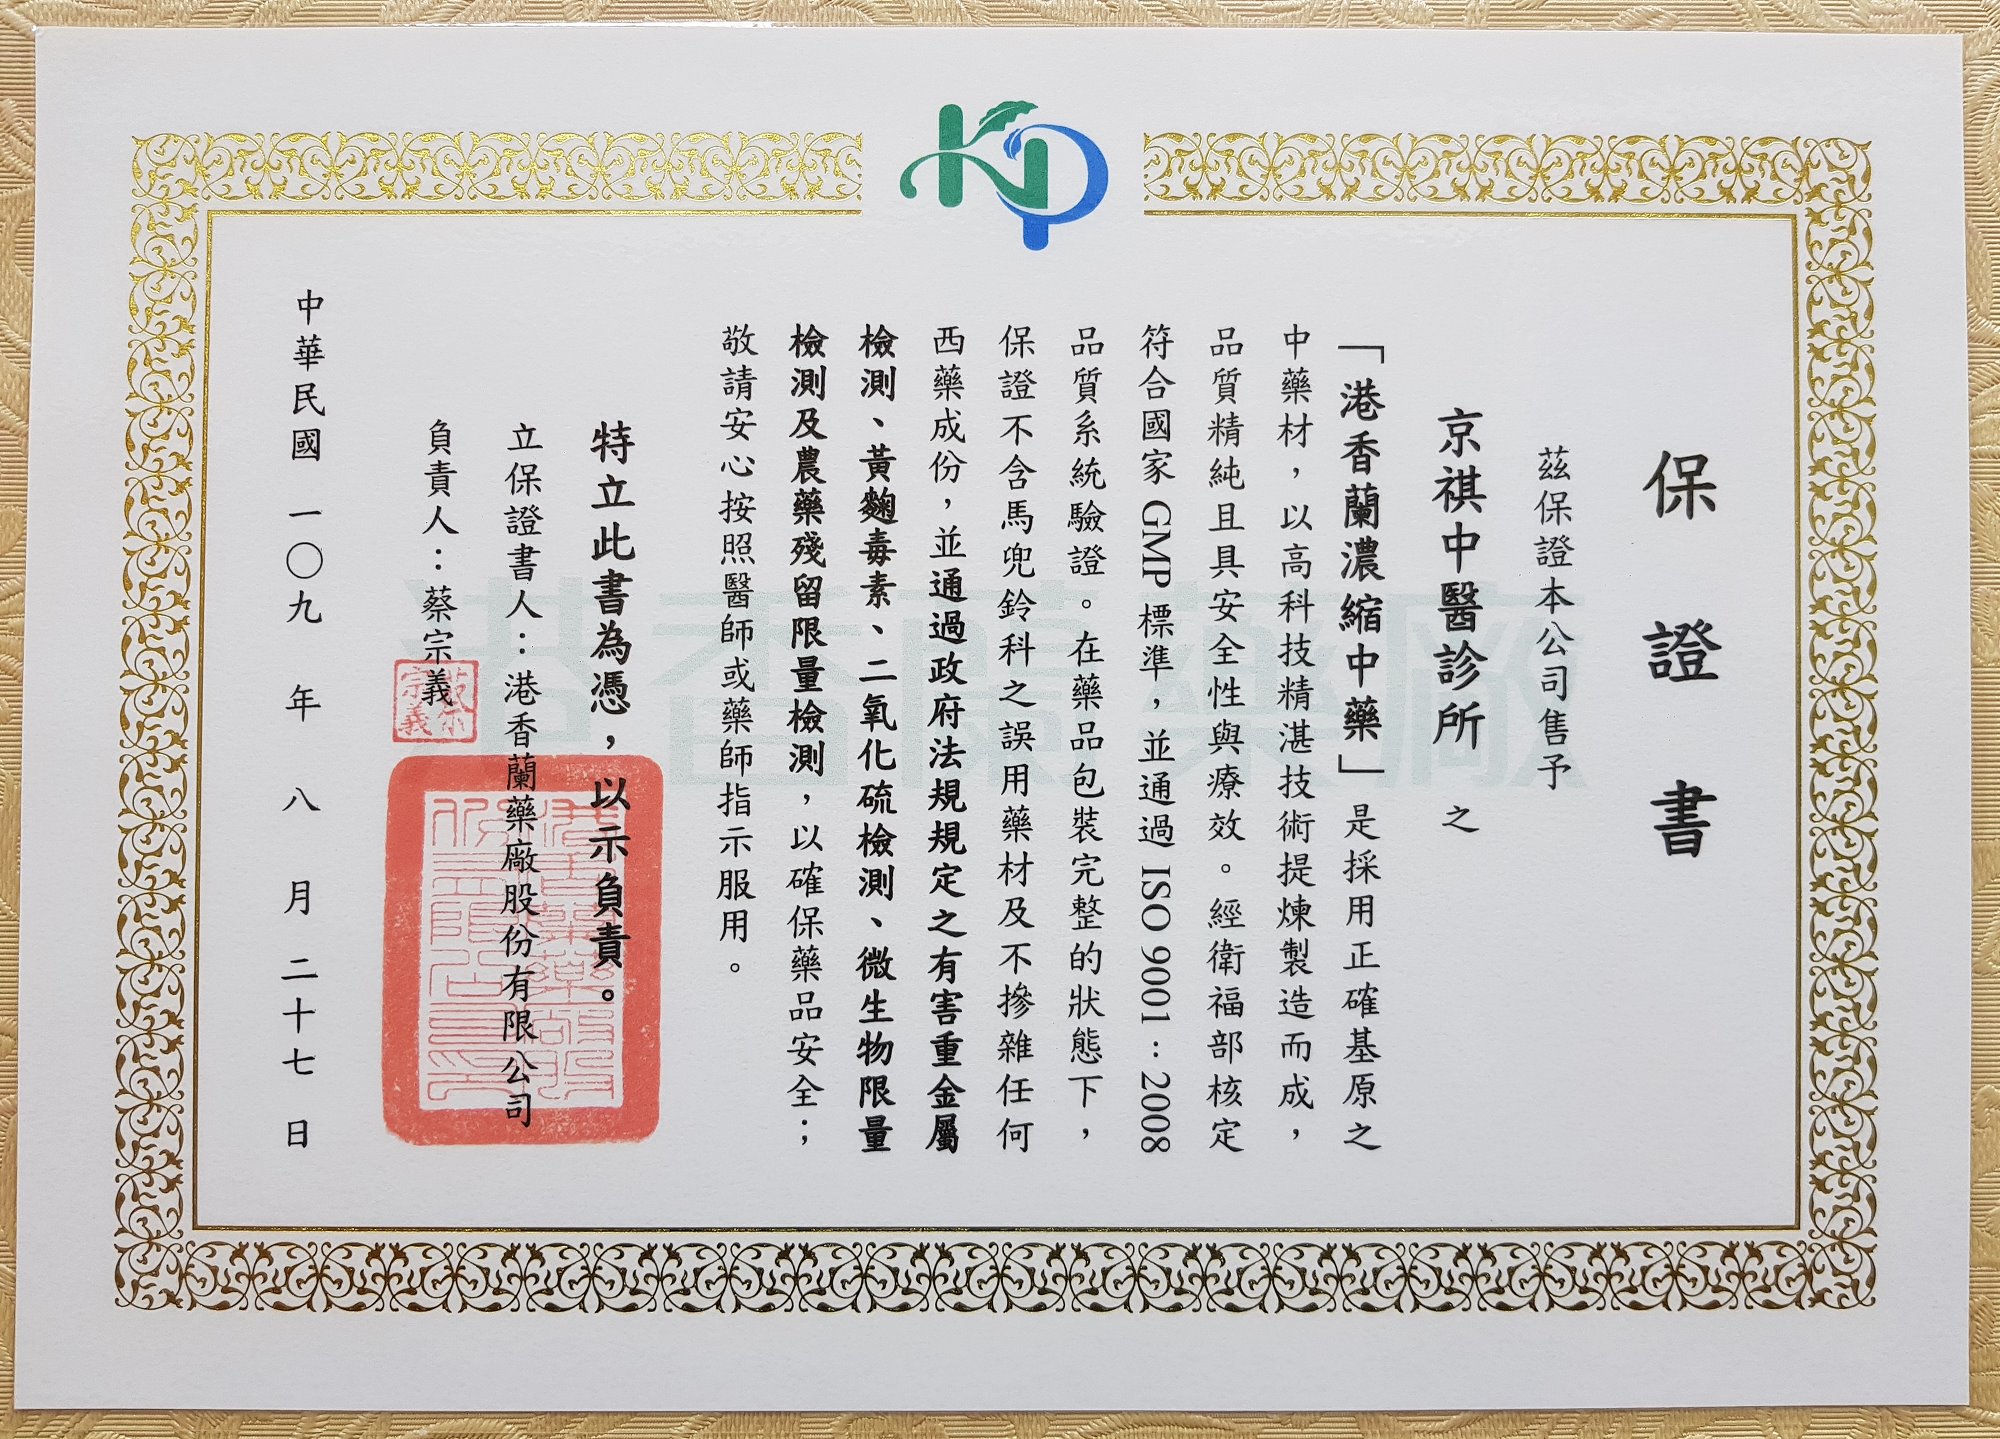 保證書
茲保證本公司售予
京祺中醫診所 之
「港香蘭濃縮中藥」是採用正確基原之
中藥材，以高科技精湛技術提煉製造而成，
品質精純且具安全性與療效。經衛福部核定
符合國家 GMP 標準，並通過 ISO 9001：2008
品質系統驗證。在藥品包裝完整的狀態下，
保證不含馬兜鈴科之誤用藥材及不摻雜任何
西藥成份，並通過政府法規規定之有害重金屬
檢測、黃麴毒素、二氧化硫檢測、微生物限量
檢測及農藥殘留限量檢測，以確保藥品安全；
敬請安心按照醫師或藥師指示服用。
特立此書為憑，以示負責。
立保證書人：港香蘭藥廠股份有限公司
負責人：蔡宗義
中華民國 一〇九 年 八 月 二十七 日
港香蘭藥廠
KP